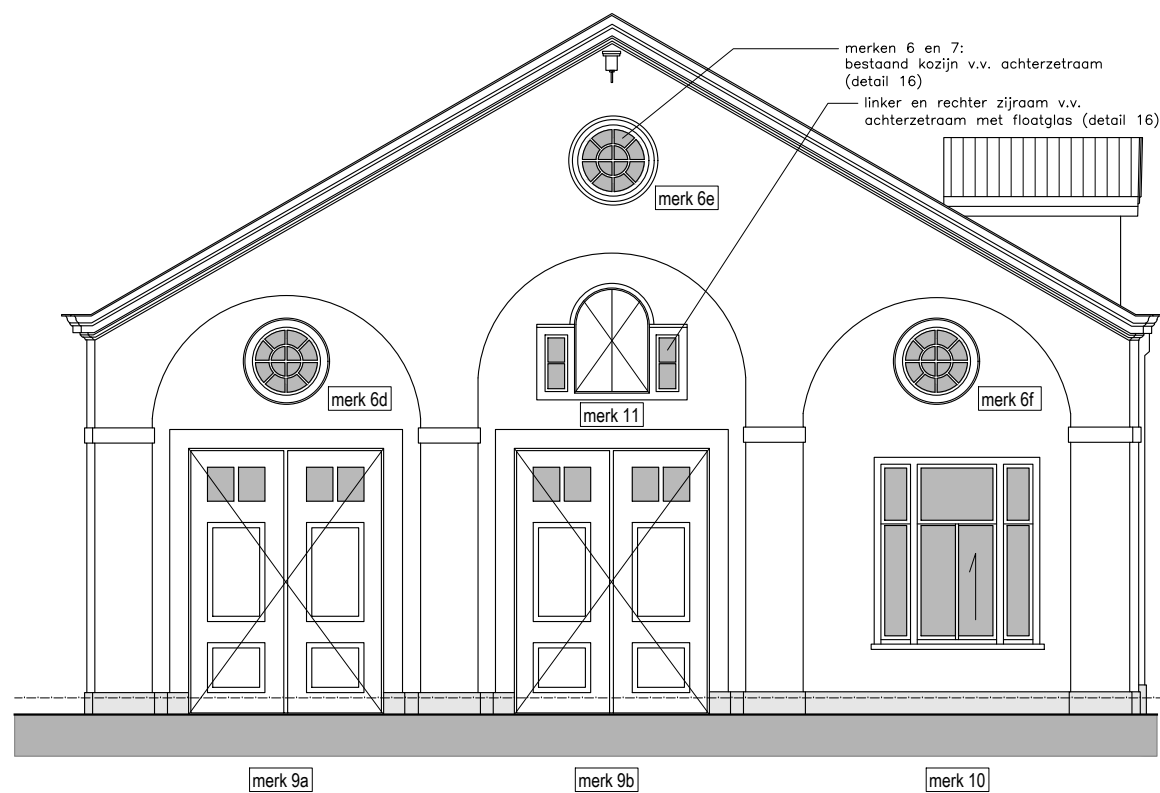 merken 6 en 7:
bestaand kozijn v.v. achterzetraam
(detail 16)
linker en rechter zijraam v.v.
achterzetraam met floatglas (detail 16)
merk 6e
merk 6d
merk 11
merk 6f
merk 9a
merk 9b
merk 10